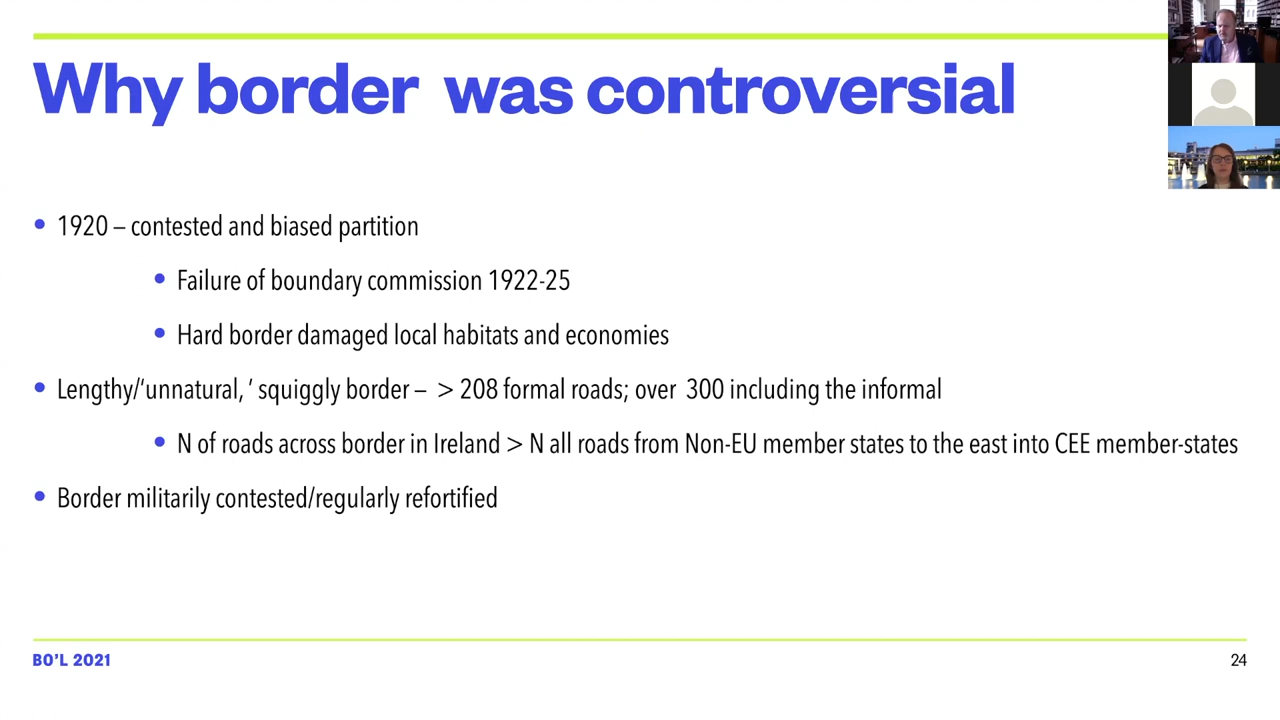 Why border was controversial
• 1920 – contested and biased partition
• Failure of boundary commission 1922-25
• Hard border damaged local habitats and economies
• Lengthy/‘unnatural, ’ squiggly border – > 208 formal roads; over 300 including the informal
• N of roads across border in Ireland > N all roads from Non-EU member states to the east into CEE member-states
• Border militarily contested/regularly refortified
BO’L 2021
24